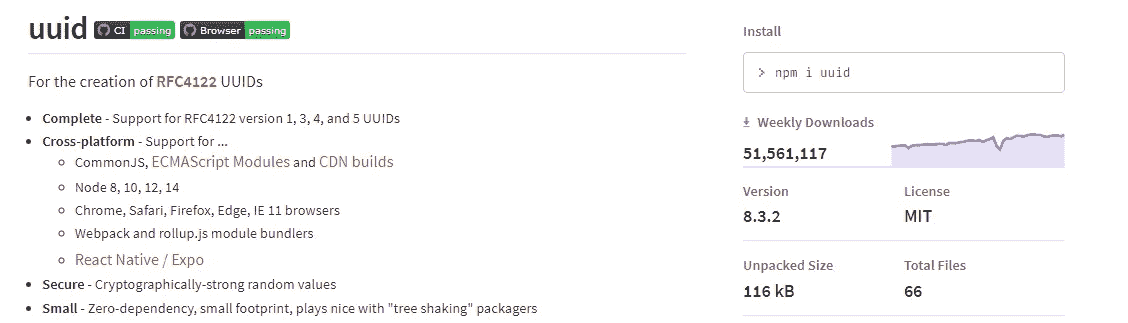 uuid CI passing Browser passing
For the creation of RFC4122 UUIDs
Complete - Support for RFC4122 version 1, 3, 4, and 5 UUIDs
Cross-platform - Support for ...
CommonJS, ECMAScript Modules and CDN builds
Node 8, 10, 12, 14
Chrome, Safari, Firefox, Edge, IE 11 browsers
Webpack and rollup.js module bundlers
React Native / Expo
Secure - Cryptographically-strong random values
Small - Zero-dependency, small footprint, plays nice with "tree shaking" packagers
Install
> npm i uuid
Weekly Downloads
51,561,117
Version License
8.3.2 MIT
Unpacked Size Total Files
116 kB 66